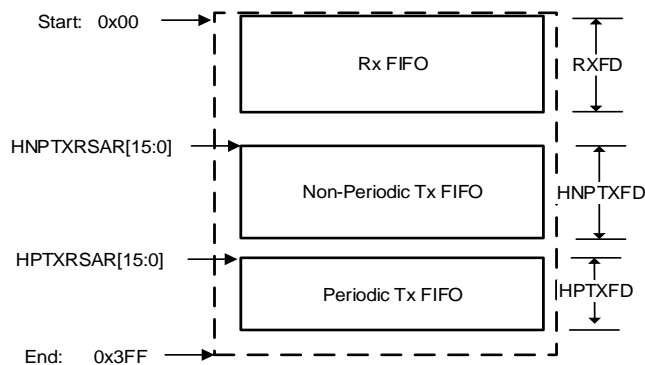 Start: 0x00
Rx FIFO
RXFD
HNPTXRSAR[15:0]
Non-Periodic Tx FIFO
HNPTXFD
HPTXRSAR[15:0]
Periodic Tx FIFO
HPTXFD
End: 0x3FF